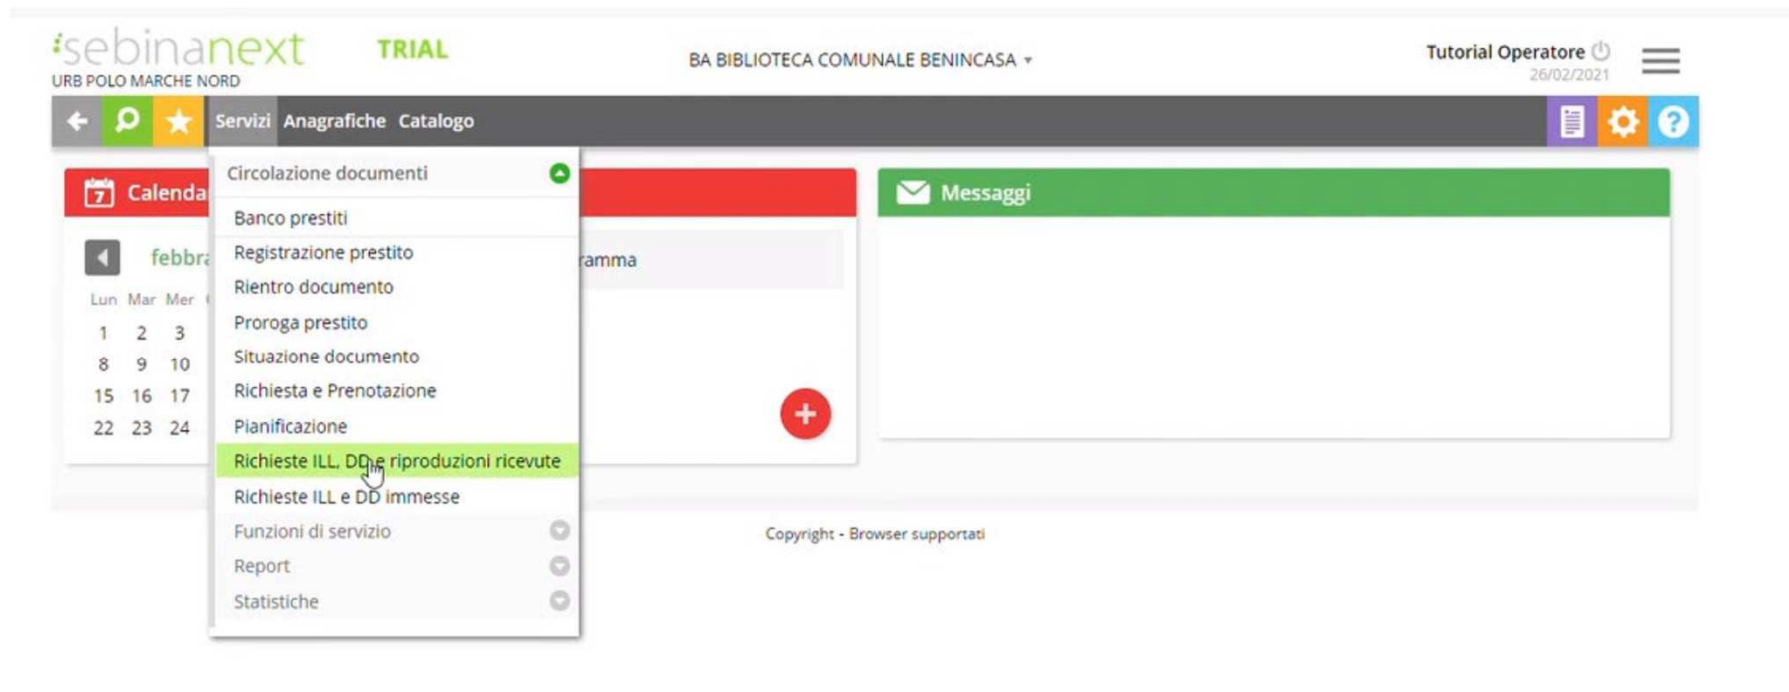 sebinanext
TRIAL
BA BIBLIOTECA COMUNALE BENINCASA
Tutorial Operatore
26/02/2021
URB POLO MARCHE NORD
Servizi Anagrafiche Catalogo
Circolazione documenti
Banco prestiti
Registrazione prestito
Rientro documento
Proroga prestito
Situazione documento
Richiesta e Prenotazione
Pianificazione
Richieste ILL, DD e riproduzioni ricevute
Richieste ILL e DD immesse
Funzioni di servizio
Report
Statistiche
7 Calenda
febbra
ramma
Lun Mar Mer
1 2 3
8 9 10
15 16 17
22 23 24
Messaggi
Copyright - Browser supportati